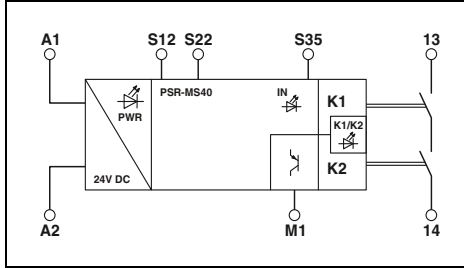 A1 S12 S22 S35 13
PSR-MS40 IN K1
PWR K1/K2
24V DC K2
A2 M1 14